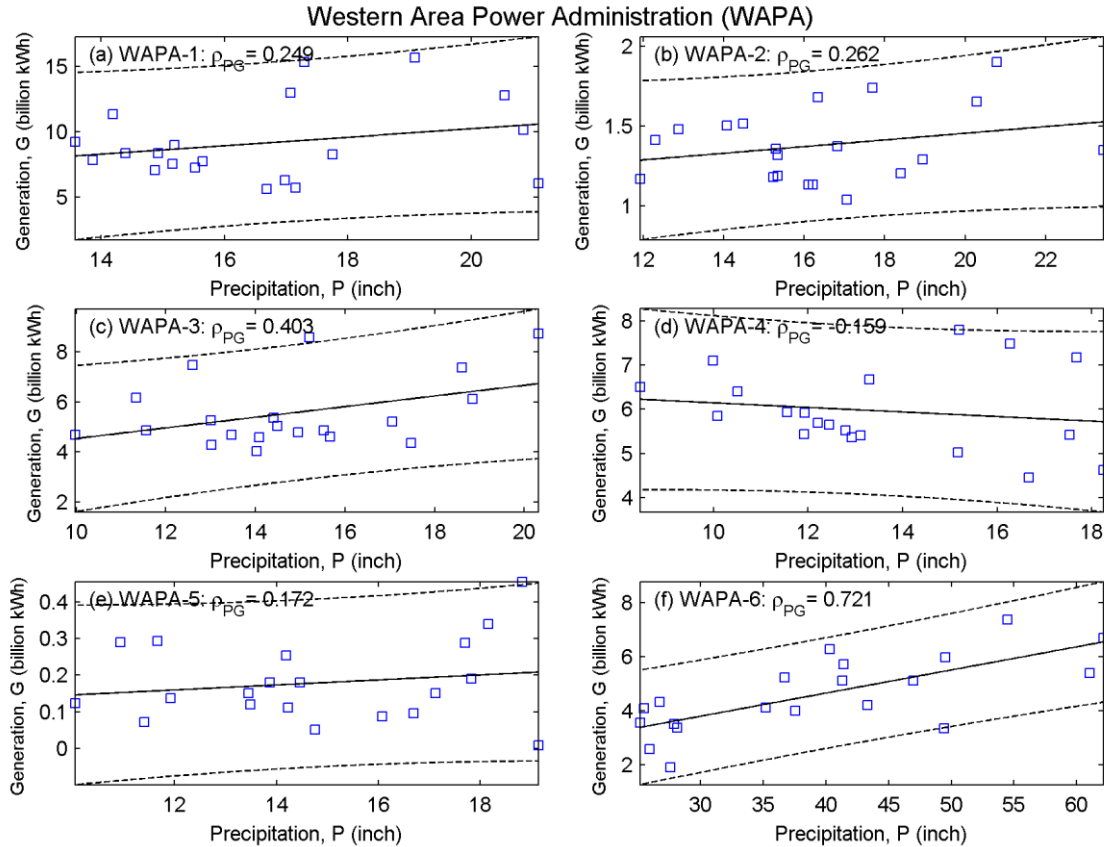 Western Area Power Administration (WAPA)
(a) WAPA-1: ρPG = 0.249
15
10
5
14 16 18 20
Generation, G (billion kWh)
Precipitation, P (inch)
(b) WAPA-2: ρPG = 0.262
2
1.5
1
12 14 16 18 20 22
Generation, G (billion kWh)
Precipitation, P (inch)
(c) WAPA-3: ρPG = 0.403
8
6
4
2
10 12 14 16 18 20
Generation, G (billion kWh)
Precipitation, P (inch)
(d) WAPA-4: ρPG = -0.159
8
7
6
5
4
10 12 14 16 18
Generation, G (billion kWh)
Precipitation, P (inch)
(e) WAPA-5: ρPG = 0.172
0.4
0.3
0.2
0.1
0
12 14 16 18
Generation, G (billion kWh)
Precipitation, P (inch)
(f) WAPA-6: ρPG = 0.721
8
6
4
2
30 35 40 45 50 55 60
Generation, G (billion kWh)
Precipitation, P (inch)